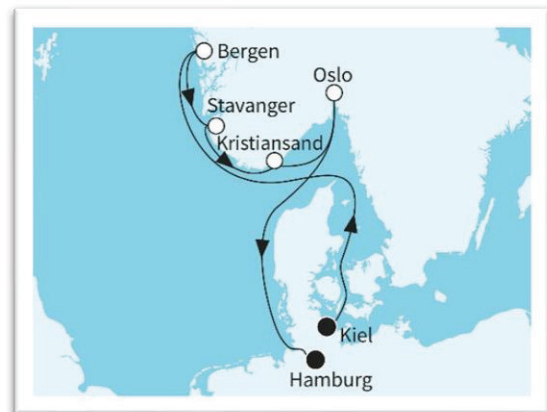 Bergen
Oslo
Stavanger
Kristiansand
Kiel
Hamburg